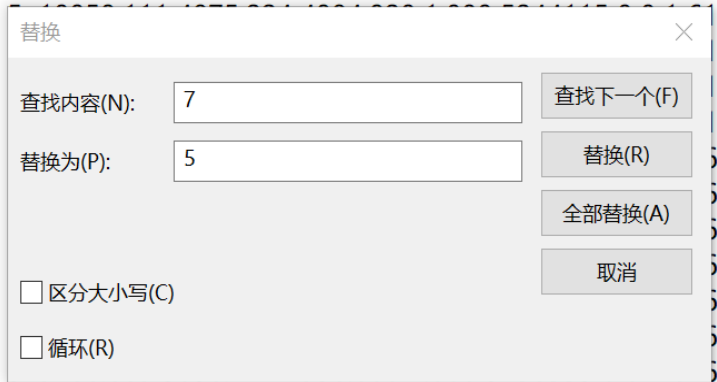 替换
查找内容(N): 7 查找下一个(F)
替换为(P): 5 替换(R)
全部替换(A)
取消
区分大小写(C)
循环(R)